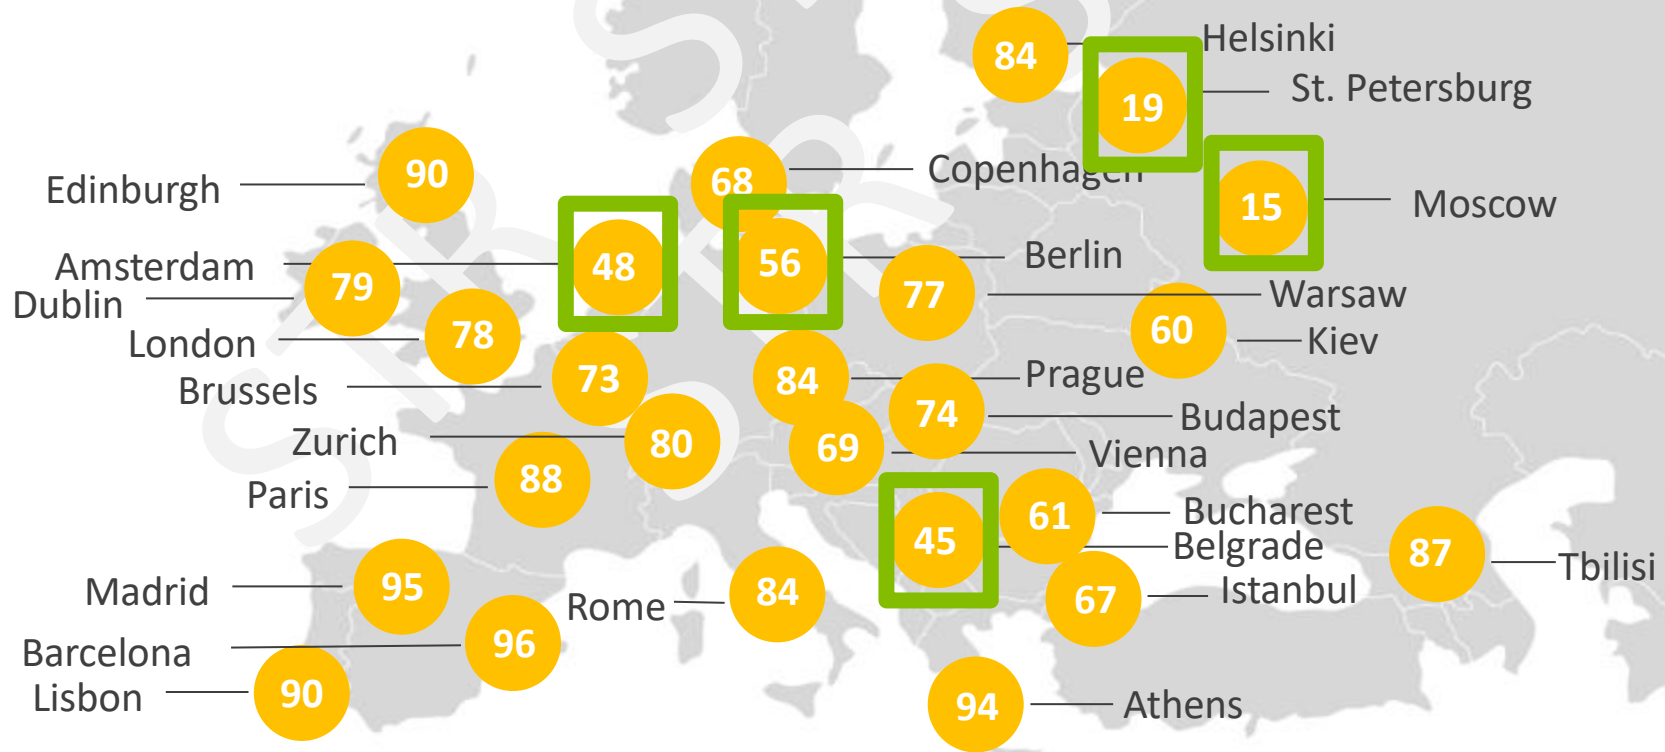 84 Helsinki
19 St. Petersburg
Edinburgh 90
68 Copenhagen
15 Moscow
Amsterdam 48
56 Berlin
Dublin 79
77 Warsaw
London 78
60 Kiev
Brussels 73
84 Prague
74 Budapest
Zurich 80
69 Vienna
Paris 88
61 Bucharest
45 Belgrade
87 Tbilisi
Madrid 95
Rome 84
67 Istanbul
Barcelona 96
Lisbon 90
94 Athens